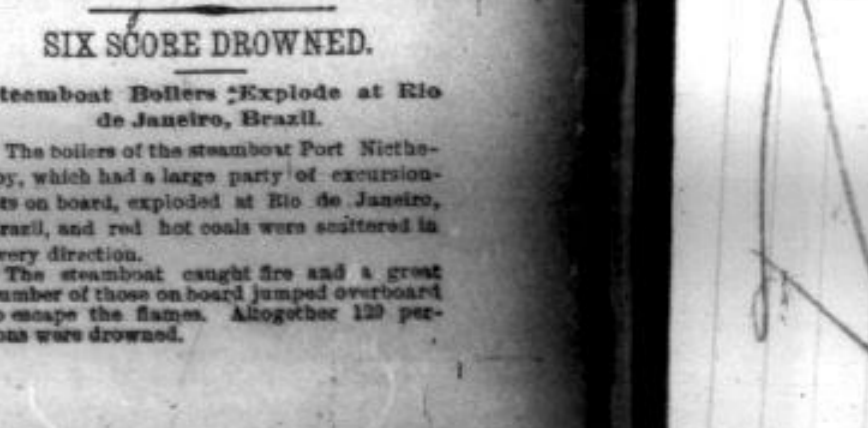 SIX SCORE DROWNED.
teamboat Boilers Explode at Rio
de Janeiro, Brazil.
The boilers of the steamboat Port Nicthe-
oy, which had a large party of excursion-
ts on board, exploded at Rio de Janeiro,
razil, and red hot coals were scattered in
very direction.
The steamboat caught fire and a great
umber of those on board jumped overboard
o escape the flames. Altogether 120 per-
ons were drowned.